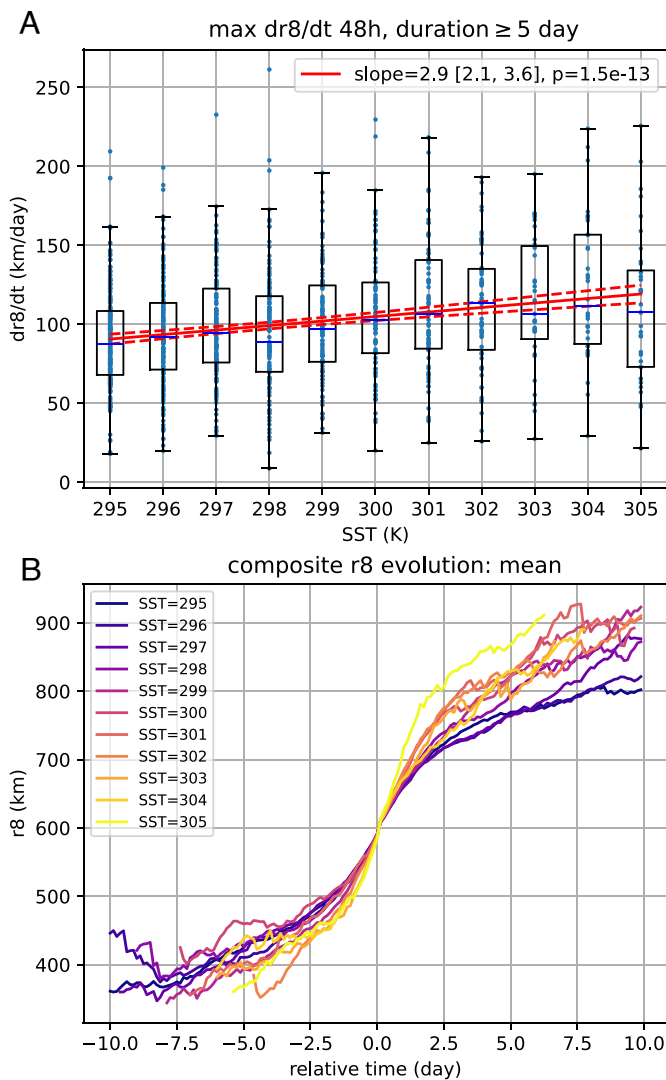 A
max dr8/dt 48h, duration ≥ 5 day
slope=2.9 [2.1, 3.6], p=1.5e-13
250
200
150
100
50
0
dr8/dt (km/day)
295 296 297 298 299 300 301 302 303 304 305
SST (K)
B
composite r8 evolution: mean
SST=295
SST=296
SST=297
SST=298
SST=299
SST=300
SST=301
SST=302
SST=303
SST=304
SST=305
900
800
700
600
500
400
r8 (km)
−10.0 −7.5 −5.0 −2.5 0.0 2.5 5.0 7.5 10.0
relative time (day)